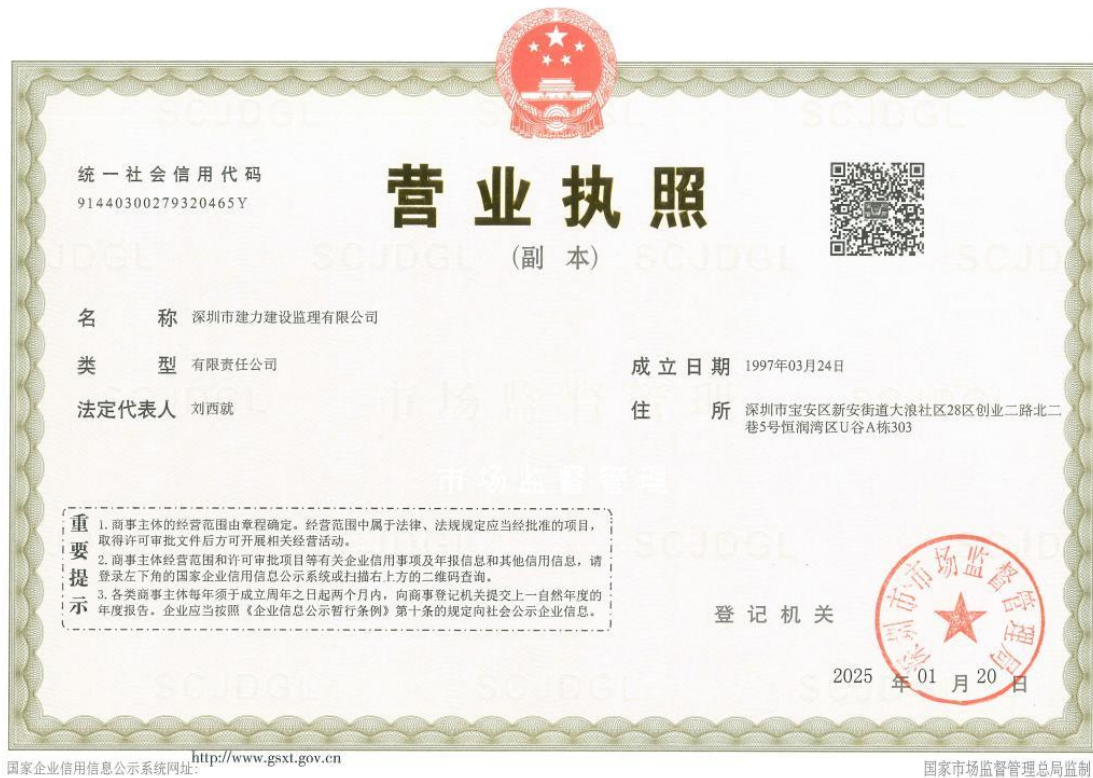 统一社会信用代码
91440300279320465Y
营业执照
(副 本)
名 称 深圳市建力建设监理有限公司
类 型 有限责任公司
成立日期 1997年03月24日
法定代表人 刘西就
住 所 深圳市宝安区新安街道大浪社区28区创业二路北二
巷5号恒润湾区U谷A栋303
市场监督管理
市场监督管理
重要提示
1. 商事主体的经营范围由章程确定。经营范围中属于法律、法规规定应当经批准的项目,
取得许可审批文件后方可开展相关经营活动。
2. 商事主体经营范围和许可审批项目等有关企业信用事项及年报信息和其他信用信息,请
登录左下角的国家企业信用信息公示系统或扫描右上方的二维码查询。
3. 各类商事主体每年须于成立周年之日起两个月内,向商事登记机关提交上一自然年度的
年度报告。企业应当按照《企业信息公示暂行条例》第十条的规定向社会公示企业信息。
登记机关
深圳市市场监督管理局
2025 年 01 月 20 日
国家企业信用信息公示系统网址: http://www.gsxt.gov.cn
国家市场监督管理总局监制
SCJDGL